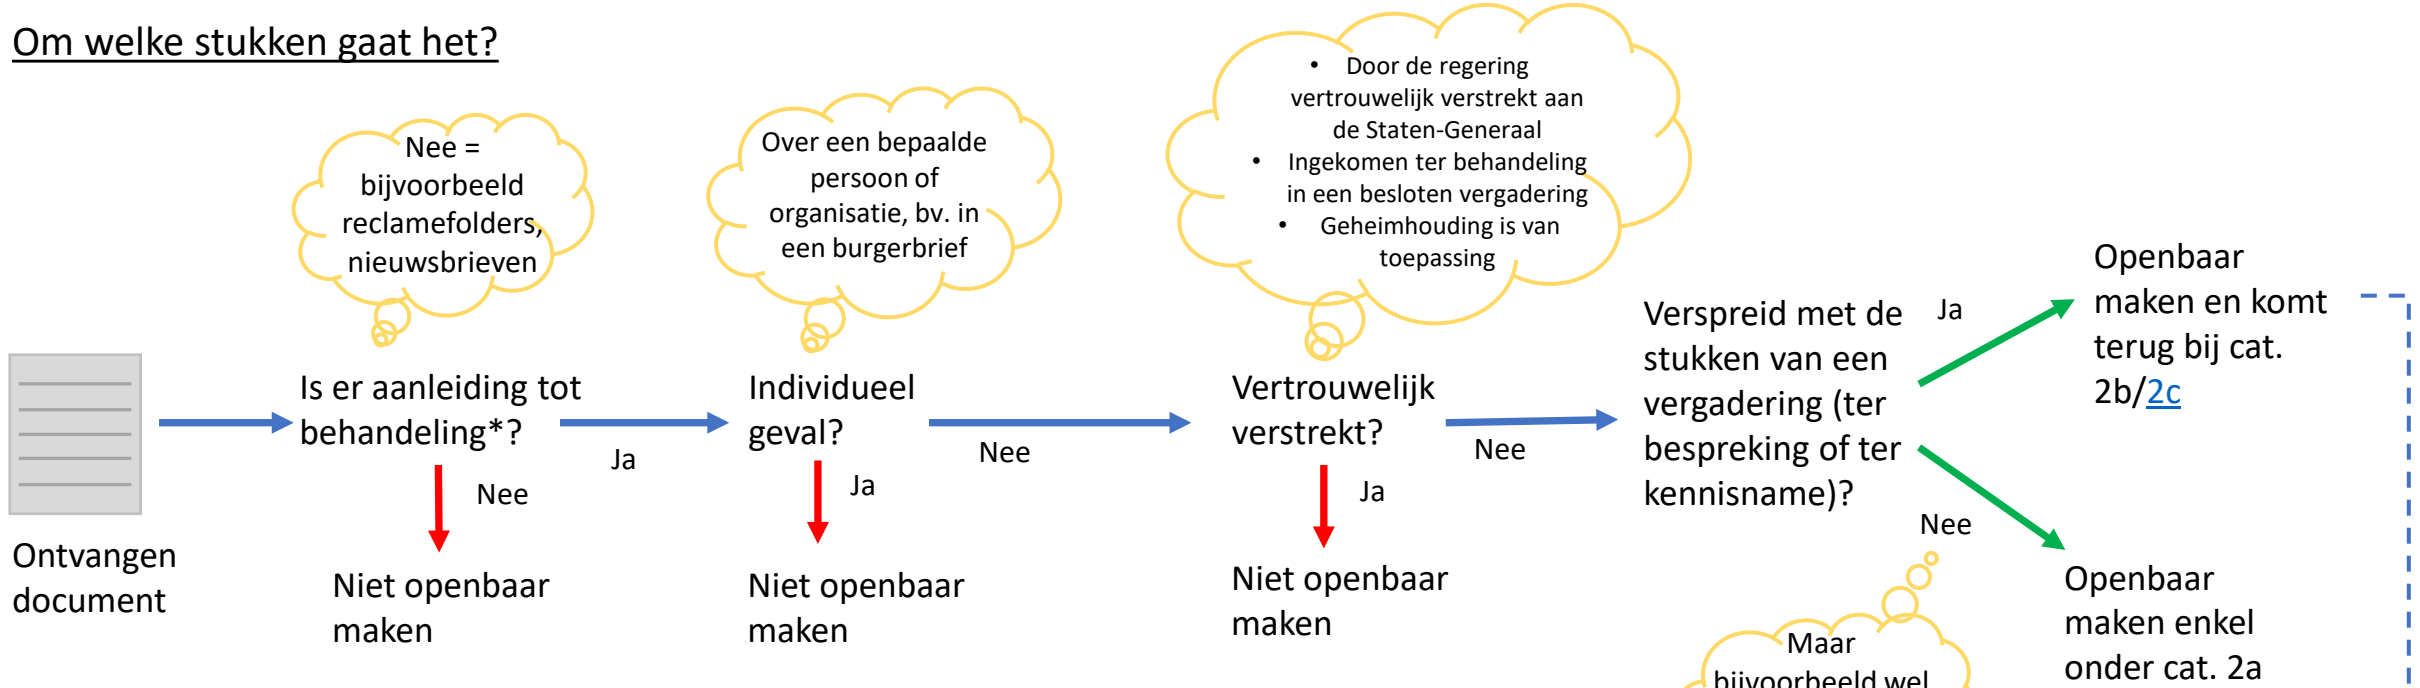 Om welke stukken gaat het?
Nee =
bijvoorbeeld
reclamefolders,
nieuwsbrieven
Over een bepaalde
persoon of
organisatie, bv. in
een burgerbrief
• Door de regering
vertrouwelijk verstrekt aan
de Staten-Generaal
• Ingekomen ter behandeling
in een besloten vergadering
• Geheimhouding is van
toepassing
Ontvangen
document
Is er aanleiding tot
behandeling*?
Ja
Nee
Niet openbaar
maken
Individueel
geval?
Nee
Ja
Niet openbaar
maken
Vertrouwelijk
verstrekt?
Nee
Ja
Niet openbaar
maken
Verspreid met de
stukken van een
vergadering (ter
bespreking of ter
kennisname)?
Ja
Openbaar
maken en komt
terug bij cat.
2b/2c
Nee
Maar
bijvoorbeeld wel
Openbaar
maken enkel
onder cat. 2a